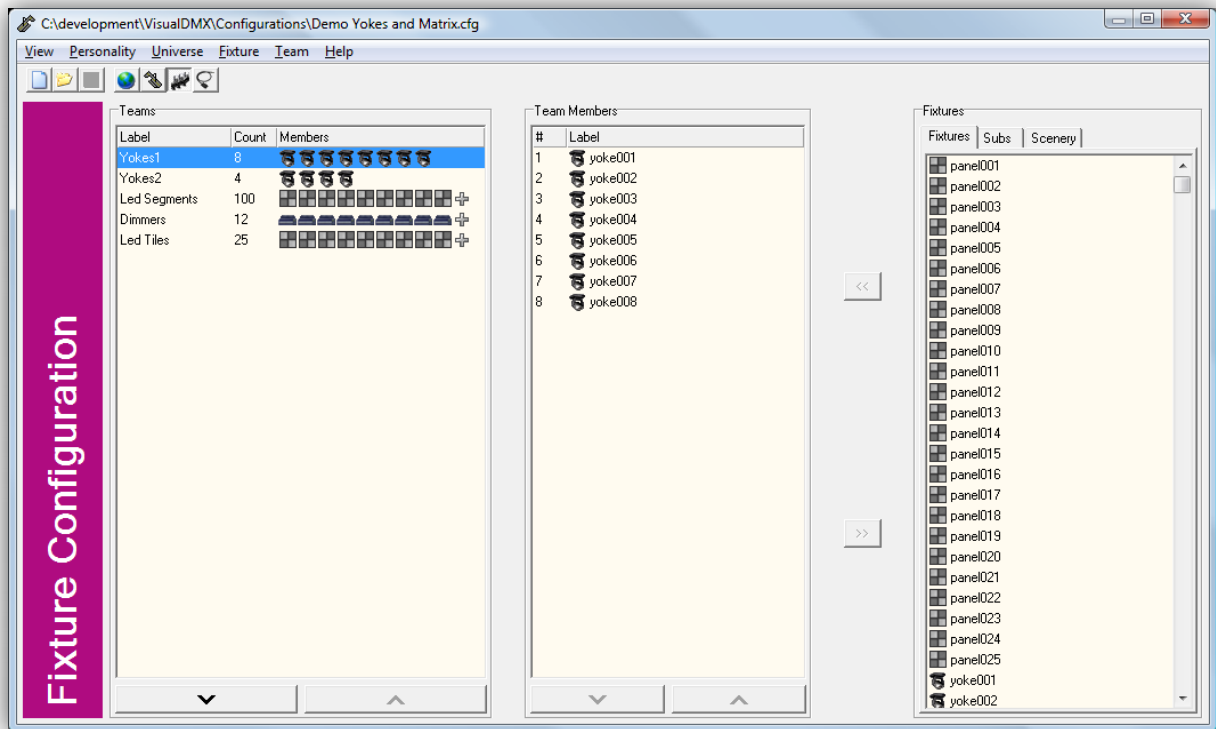 C:\development\VisualDMX\Configurations\Demo Yokes and Matrix.cfg
View Personality Universe Fixture Team Help
Fixture Configuration
Teams
Label Count Members
Yokes1 8
Yokes2 4
Led Segments 100
Dimmers 12
Led Tiles 25
Team Members
# Label
1 yoke001
2 yoke002
3 yoke003
4 yoke004
5 yoke005
6 yoke006
7 yoke007
8 yoke008
<<
>>
Fixtures
Fixtures Subs Scenery
panel001
panel002
panel003
panel004
panel005
panel006
panel007
panel008
panel009
panel010
panel011
panel012
panel013
panel014
panel015
panel016
panel017
panel018
panel019
panel020
panel021
panel022
panel023
panel024
panel025
yoke001
yoke002